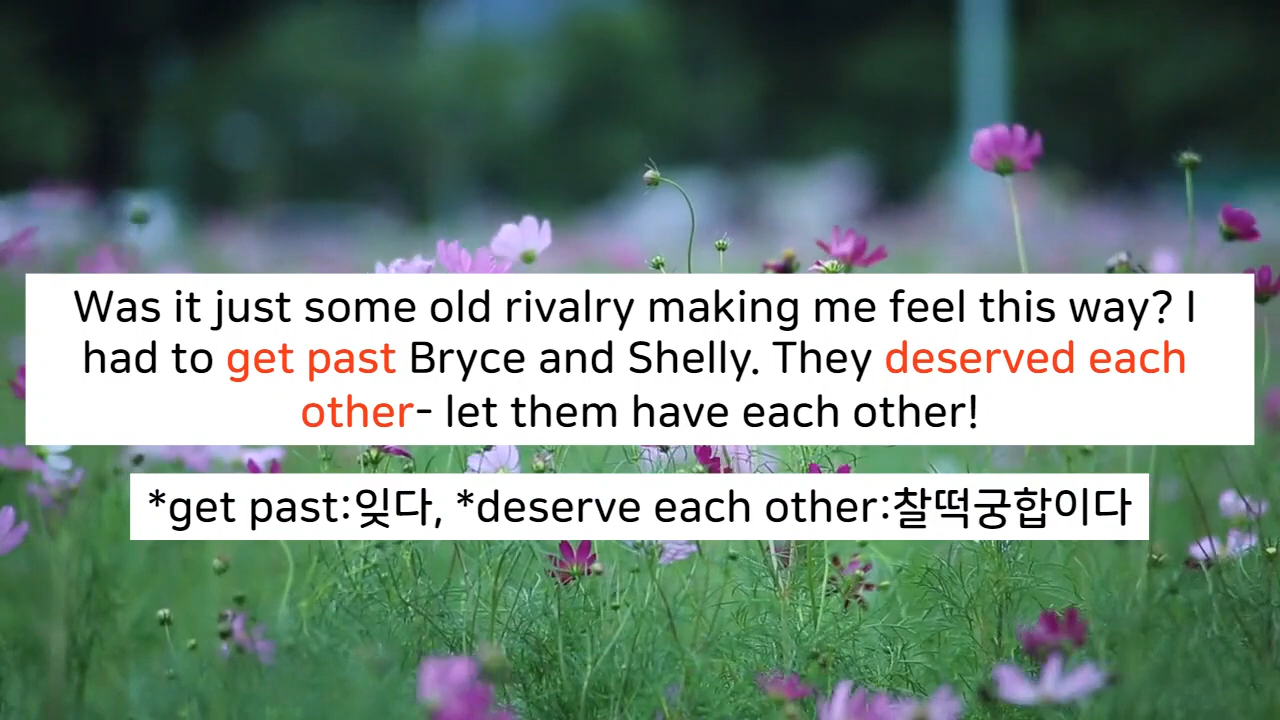 Was it just some old rivalry making me feel this way? I
had to get past Bryce and Shelly. They deserved each
other- let them have each other!
*get past:잊다, *deserve each other:찰떡궁합이다